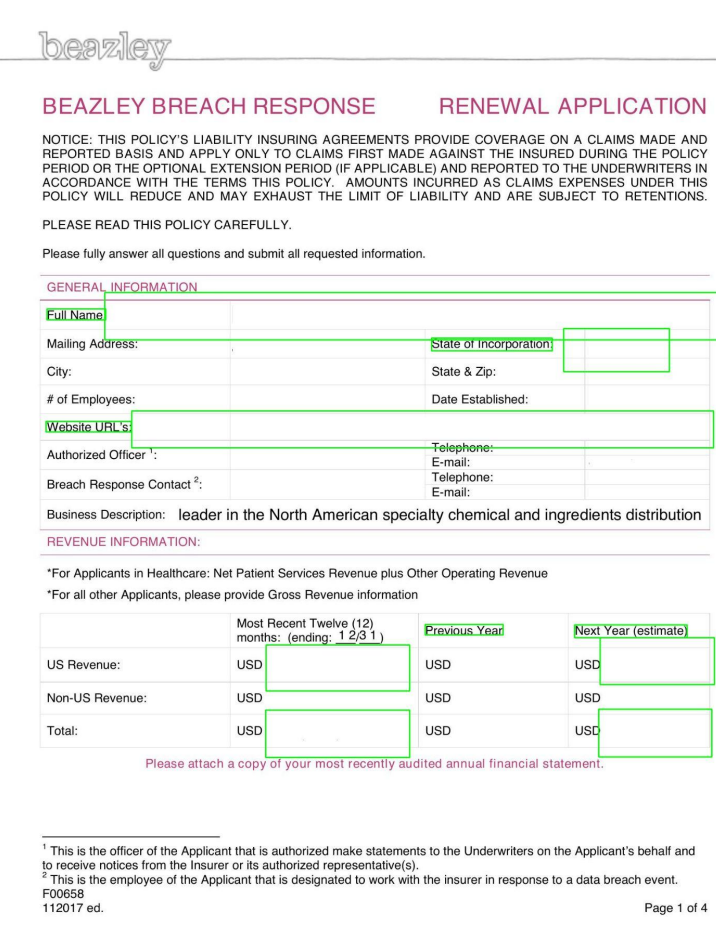 beazley
BEAZLEY BREACH RESPONSE RENEWAL APPLICATION
NOTICE: THIS POLICY'S LIABILITY INSURING AGREEMENTS PROVIDE COVERAGE ON A CLAIMS MADE AND
REPORTED BASIS AND APPLY ONLY TO CLAIMS FIRST MADE AGAINST THE INSURED DURING THE POLICY
PERIOD OR THE OPTIONAL EXTENSION PERIOD (IF APPLICABLE) AND REPORTED TO THE UNDERWRITERS IN
ACCORDANCE WITH THE TERMS THIS POLICY. AMOUNTS INCURRED AS CLAIMS EXPENSES UNDER THIS
POLICY WILL REDUCE AND MAY EXHAUST THE LIMIT OF LIABILITY AND ARE SUBJECT TO RETENTIONS.
PLEASE READ THIS POLICY CAREFULLY.
Please fully answer all questions and submit all requested information.
GENERAL INFORMATION
Full Name
Mailing Address: State of Incorporation:
City: State & Zip:
# of Employees: Date Established:
Website URL's:
Authorized Officer 1: Telephone:
E-mail:
Breach Response Contact 2: Telephone:
E-mail:
Business Description: leader in the North American specialty chemical and ingredients distribution
REVENUE INFORMATION:
*For Applicants in Healthcare: Net Patient Services Revenue plus Other Operating Revenue
*For all other Applicants, please provide Gross Revenue information
Most Recent Twelve (12)
months: (ending: 12/31) Previous Year Next Year (estimate)
US Revenue: USD USD USD
Non-US Revenue: USD USD USD
Total: USD USD USD
Please attach a copy of your most recently audited annual financial statement.
1 This is the officer of the Applicant that is authorized make statements to the Underwriters on the Applicant's behalf and
to receive notices from the Insurer or its authorized representative(s).
2 This is the employee of the Applicant that is designated to work with the insurer in response to a data breach event.
F00658
112017 ed. Page 1 of 4